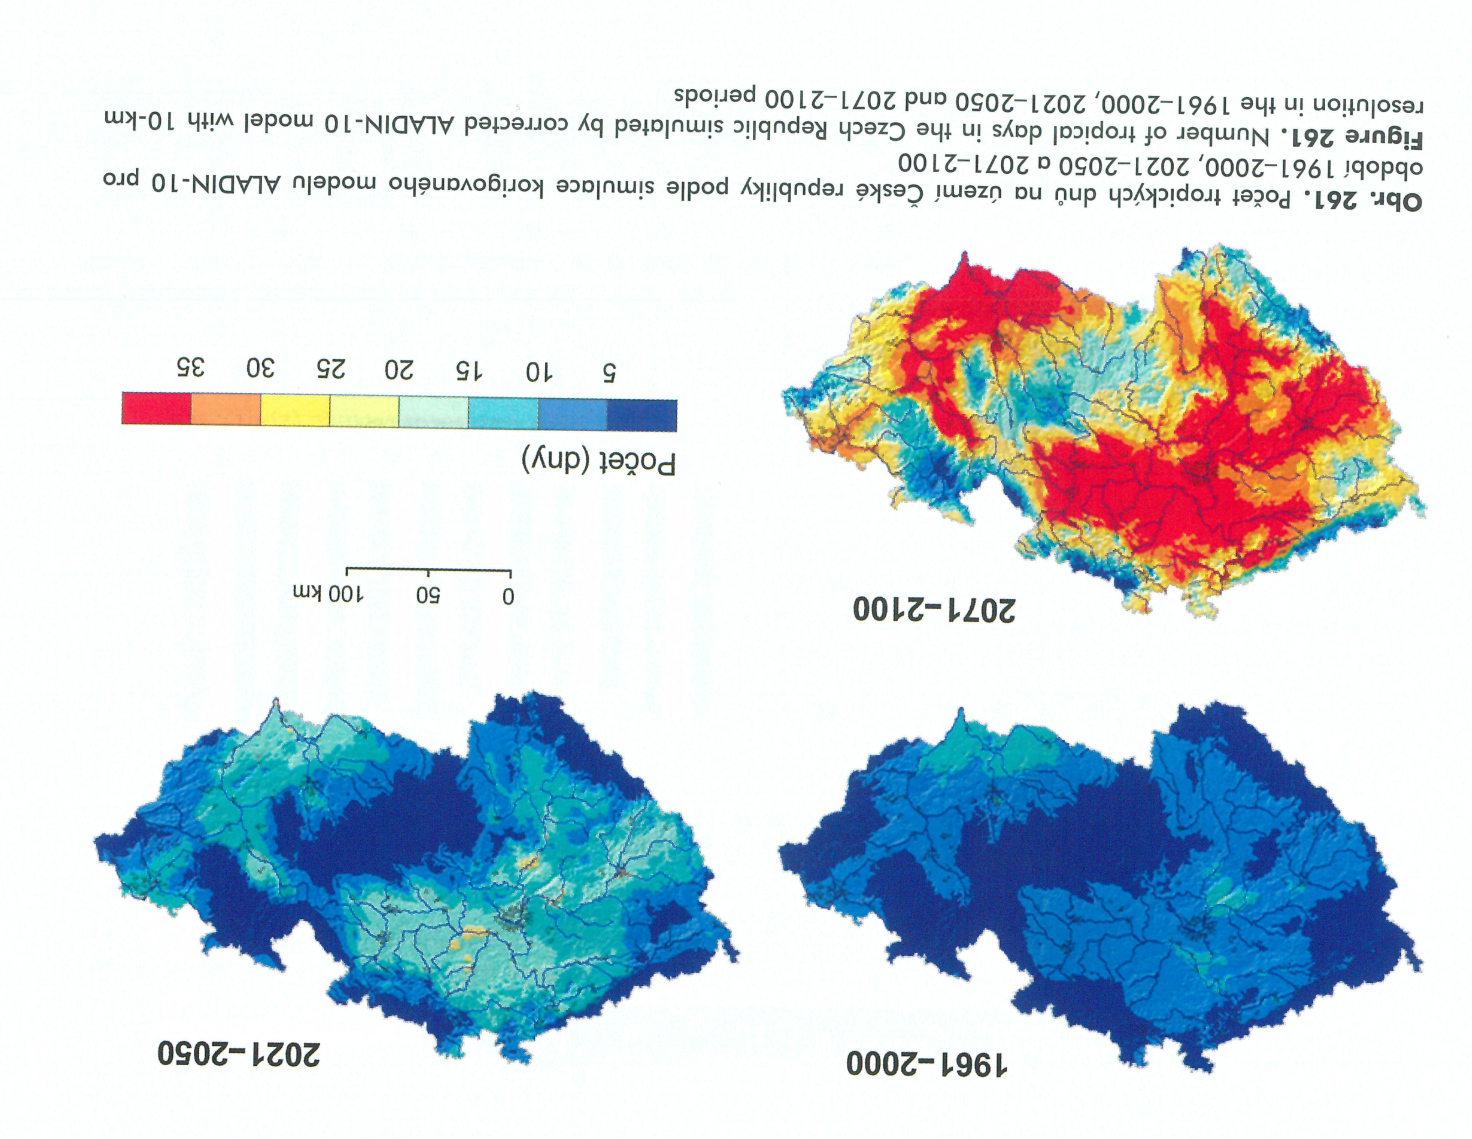 1961–2000
2021–2050
2071–2100
0 50 100 km
Počet (dny)
5 10 15 20 25 30 35
Obr. 261. Počet tropických dnů na území České republiky podle simulace korigovaného modelu ALADIN-10 pro
období 1961–2000, 2021–2050 a 2071–2100
Figure 261. Number of tropical days in the Czech Republic simulated by corrected ALADIN-10 model with 10-km
resolution in the 1961–2000, 2021–2050 and 2071–2100 periods